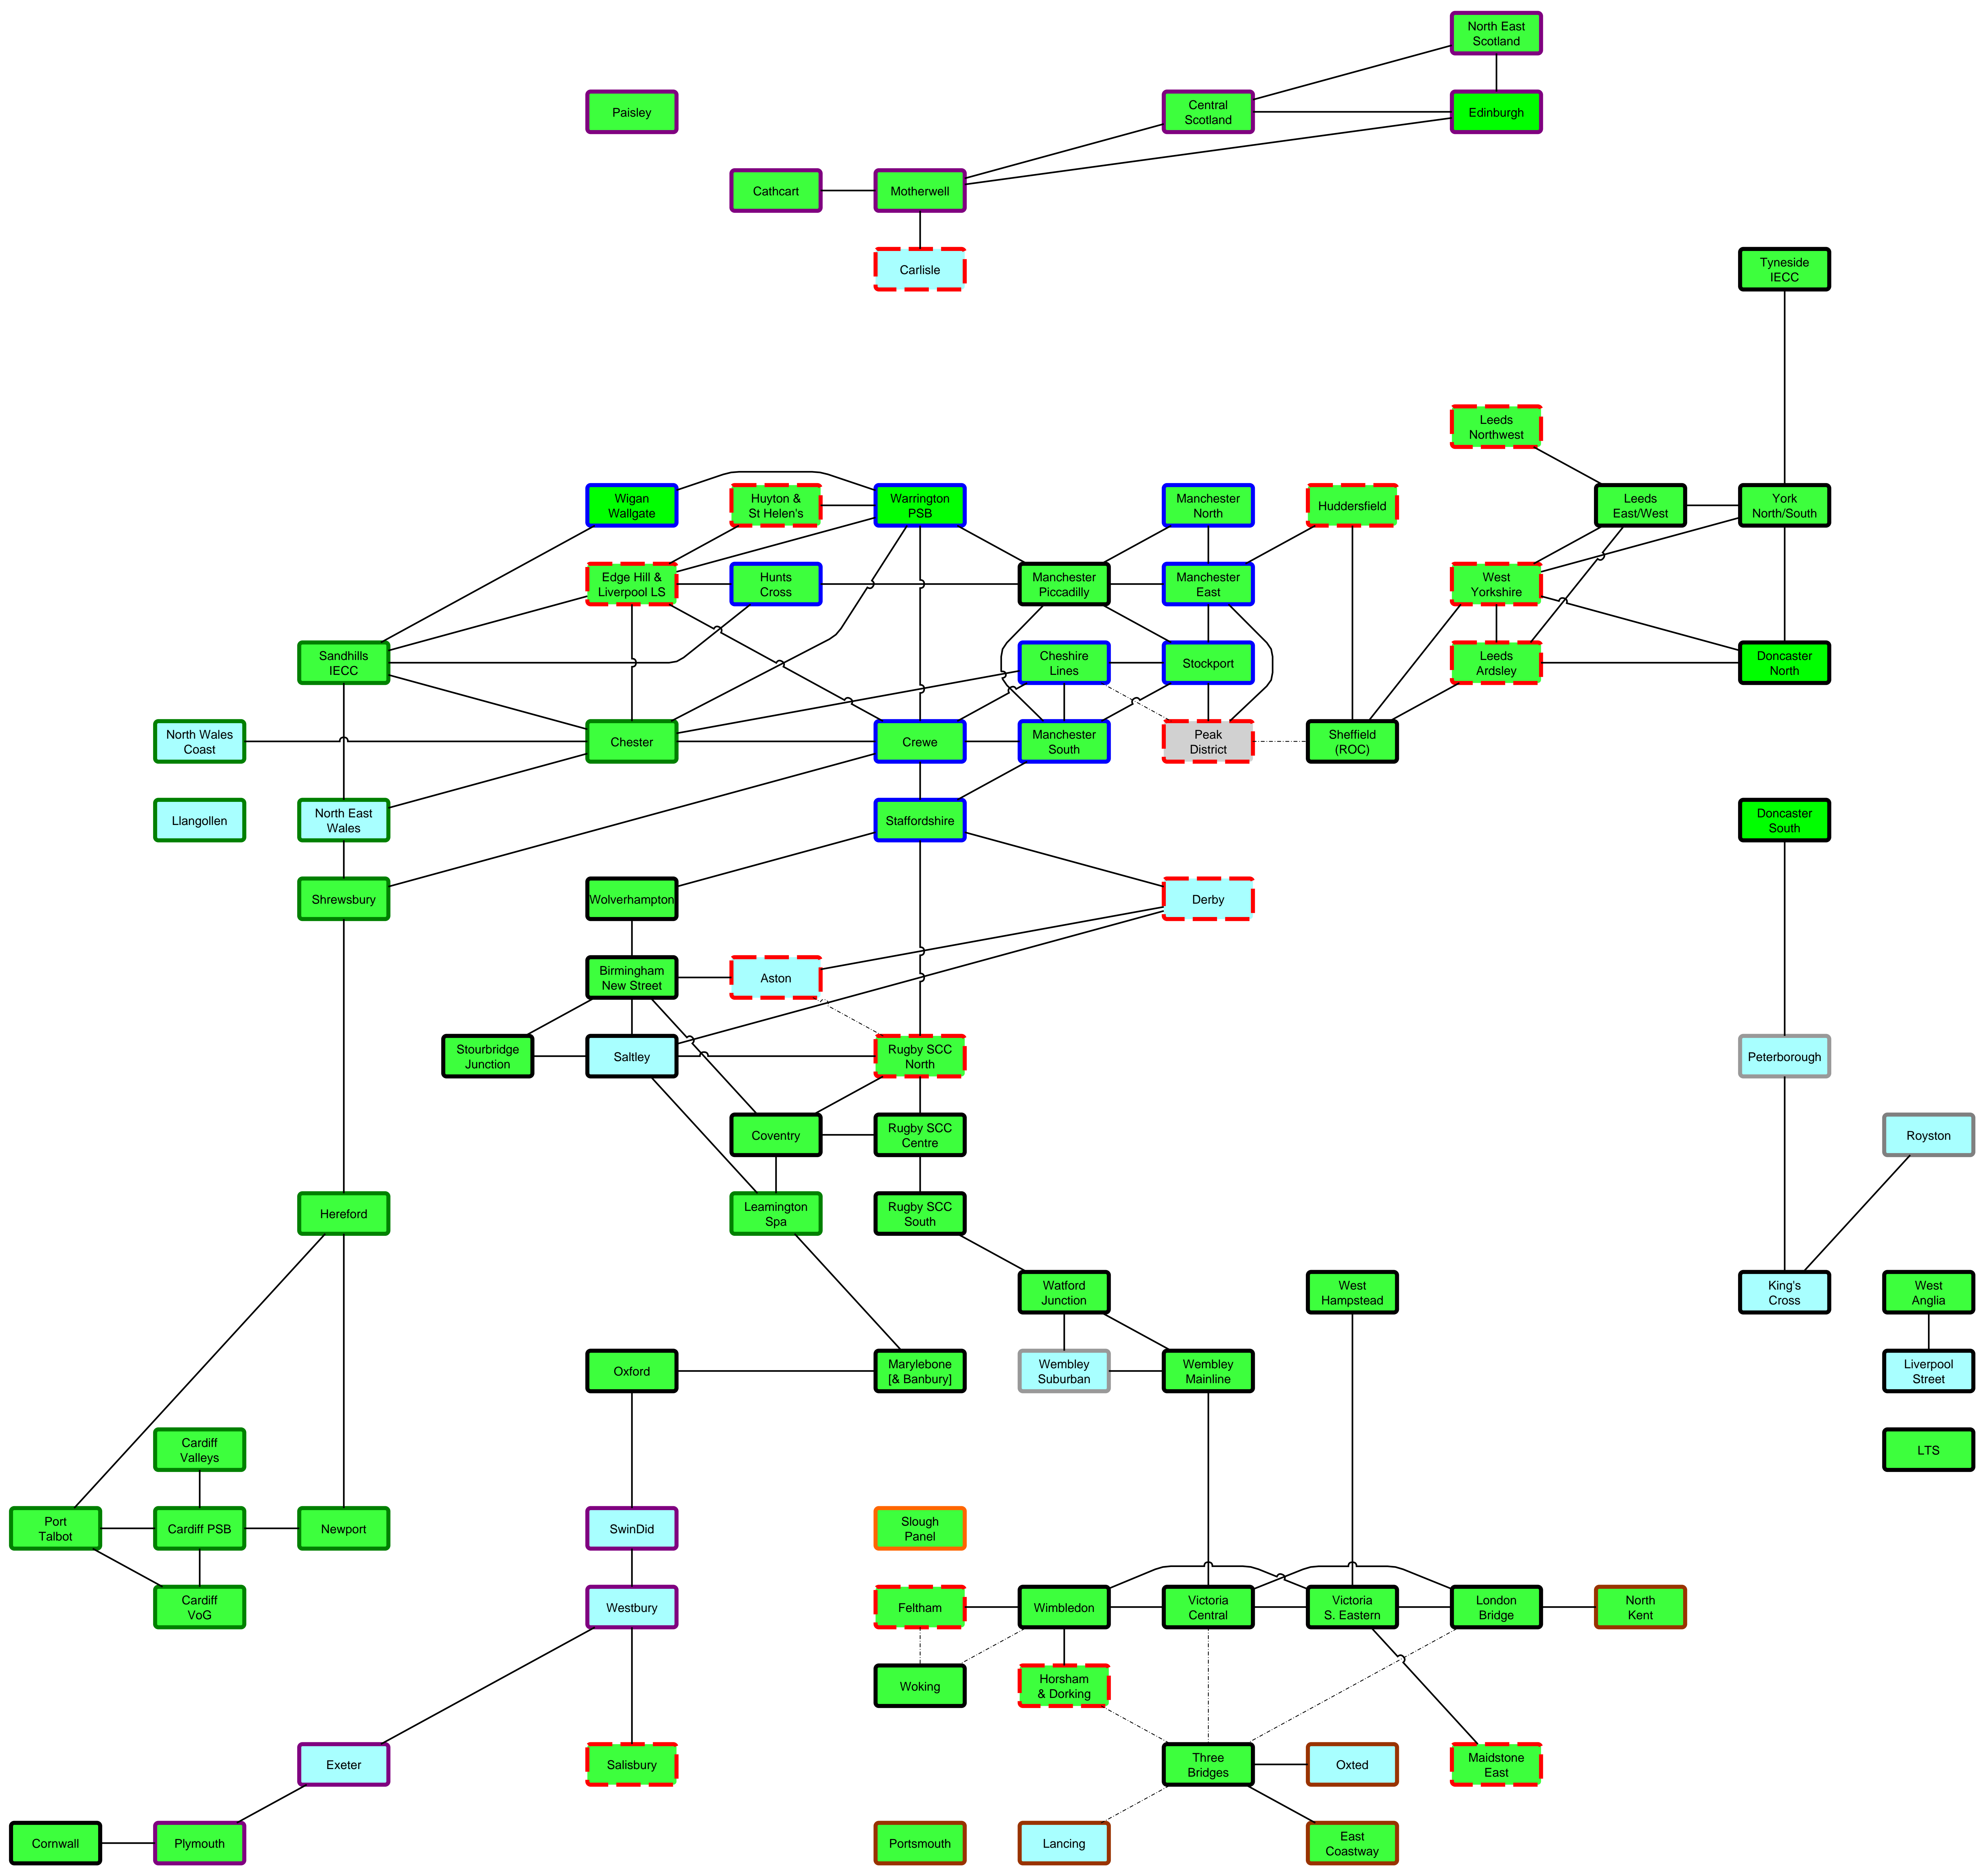 North East
Scotland
Paisley
Central
Scotland
Edinburgh
Cathcart
Motherwell
Carlisle
Tyneside
IECC
Leeds
Northwest
Wigan
Wallgate
Huyton &
St Helen's
Warrington
PSB
Manchester
North
Huddersfield
Leeds
East/West
York
North/South
Edge Hill &
Liverpool LS
Hunts
Cross
Manchester
Piccadilly
Manchester
East
West
Yorkshire
Sandhills
IECC
Cheshire
Lines
Stockport
Leeds
Ardsley
Doncaster
North
North Wales
Coast
Chester
Crewe
Manchester
South
Peak
District
Sheffield
(ROC)
Llangollen
North East
Wales
Staffordshire
Doncaster
South
Shrewsbury
Wolverhampton
Derby
Birmingham
New Street
Aston
Stourbridge
Junction
Saltley
Rugby SCC
North
Peterborough
Coventry
Rugby SCC
Centre
Royston
Hereford
Leamington
Spa
Rugby SCC
South
Watford
Junction
West
Hampstead
King's
Cross
West
Anglia
Oxford
Marylebone
[& Banbury]
Wembley
Suburban
Wembley
Mainline
Liverpool
Street
Cardiff
Valleys
LTS
Port
Talbot
Cardiff PSB
Newport
SwinDid
Slough
Panel
Cardiff
VoG
Westbury
Feltham
Wimbledon
Victoria
Central
Victoria
S. Eastern
London
Bridge
North
Kent
Woking
Horsham
& Dorking
Exeter
Salisbury
Three
Bridges
Oxted
Maidstone
East
Cornwall
Plymouth
Portsmouth
Lancing
East
Coastway